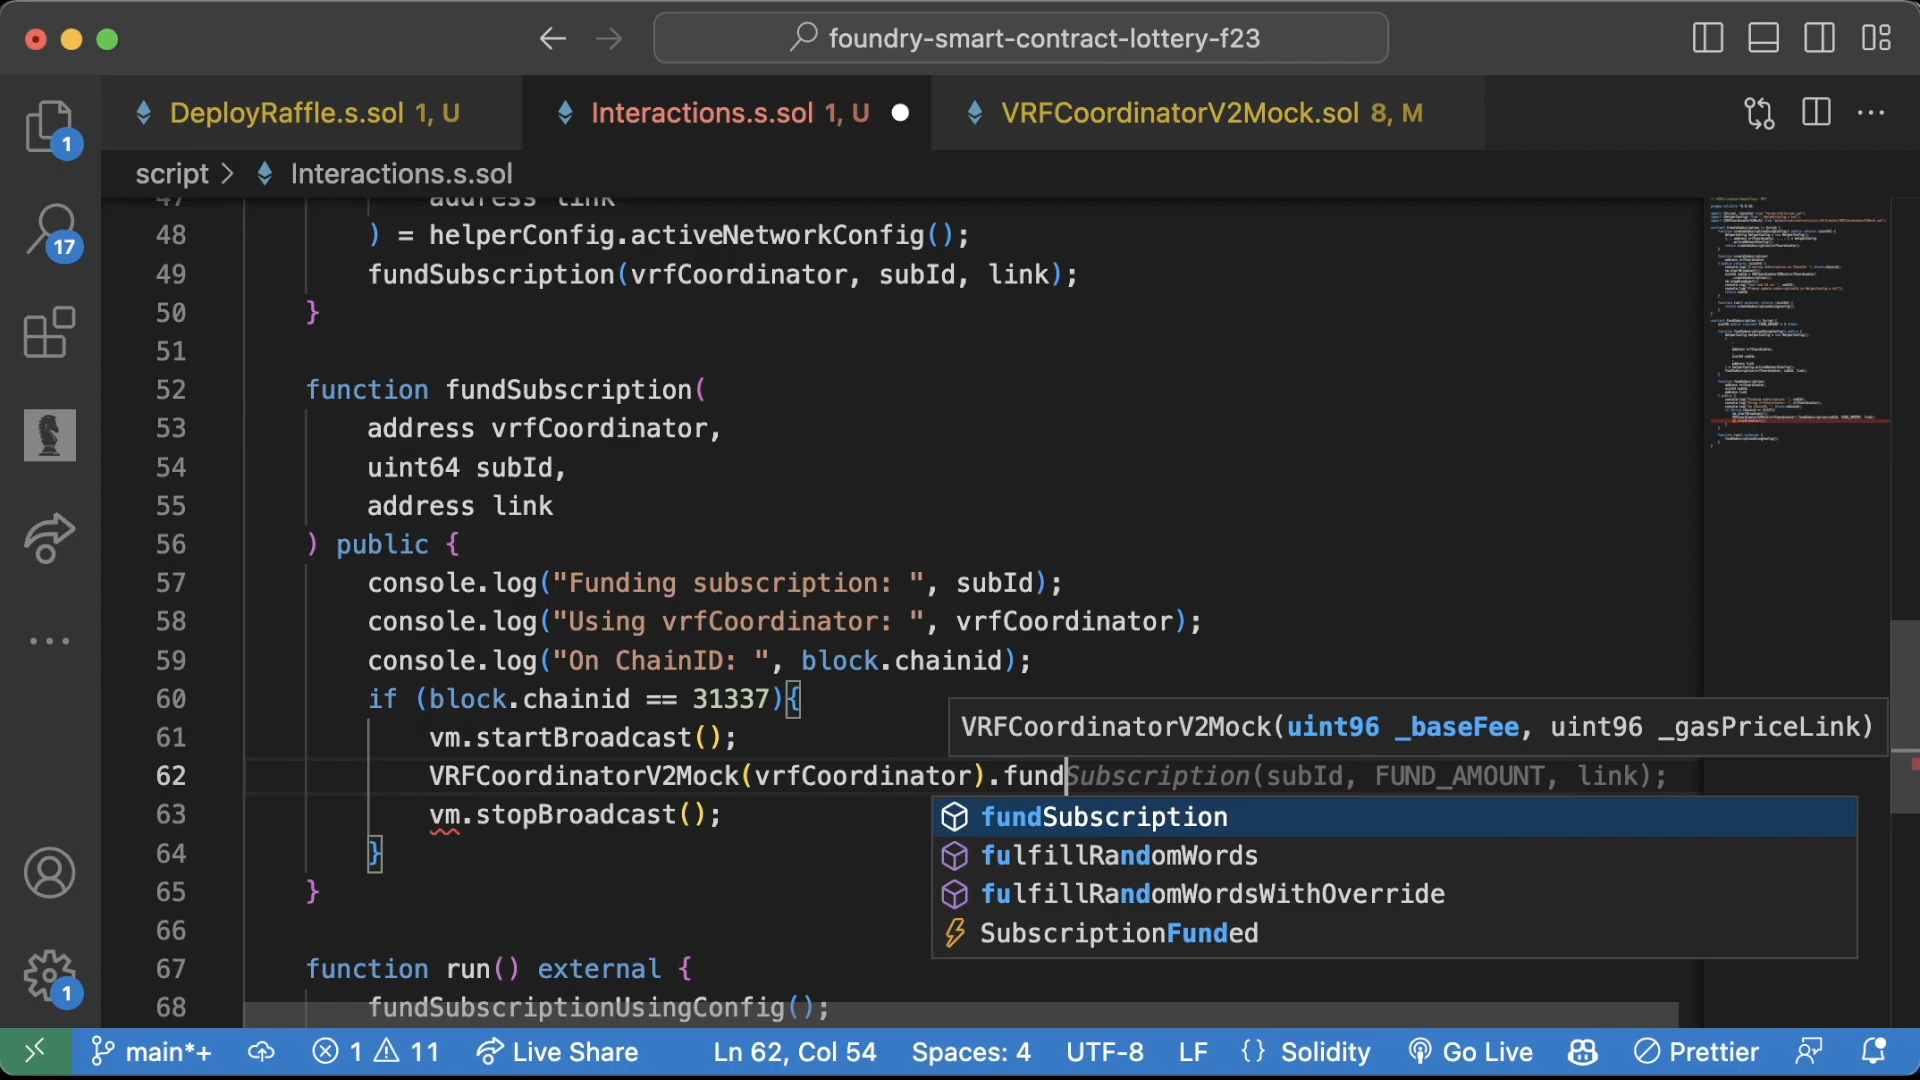 foundry-smart-contract-lottery-f23
DeployRaffle.s.sol 1, U
Interactions.s.sol 1, U
VRFCoordinatorV2Mock.sol 8, M
script > Interactions.s.sol
47 address link
48 ) = helperConfig.activeNetworkConfig();
49 fundSubscription(vrfCoordinator, subId, link);
50 }
51
52 function fundSubscription(
53 address vrfCoordinator,
54 uint64 subId,
55 address link
56 ) public {
57 console.log("Funding subscription: ", subId);
58 console.log("Using vrfCoordinator: ", vrfCoordinator);
59 console.log("On ChainID: ", block.chainid);
60 if (block.chainid == 31337){
VRFCoordinatorV2Mock(uint96 _baseFee, uint96 _gasPriceLink)
61 vm.startBroadcast();
62 VRFCoordinatorV2Mock(vrfCoordinator).fundSubscription(subId, FUND_AMOUNT, link);
63 vm.stopBroadcast();
fundSubscription
fulfillRandomWords
fulfillRandomWordsWithOverride
SubscriptionFunded
64 }
65 }
66
67 function run() external {
68 fundSubscriptionUsingConfig();
1
17
1
main*+
1 11
Live Share
Ln 62, Col 54
Spaces: 4
UTF-8
LF
{} Solidity
Go Live
Prettier